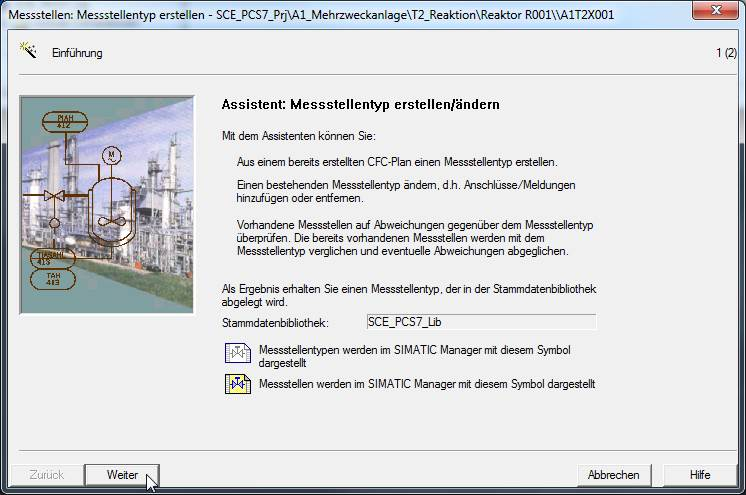 Messstellen: Messstellentyp erstellen - SCE_PCS7_Prj\A1_Mehrzweckanlage\T2_Reaktion\Reaktor R001\\A1T2X001
Einführung
1 (2)
PIAH
412
M
TIASAHI
413
TAH
413
Assistent: Messstellentyp erstellen/ändern
Mit dem Assistenten können Sie:
Aus einem bereits erstellten CFC-Plan einen Messstellentyp erstellen.
Einen bestehenden Messstellentyp ändern, d.h. Anschlüsse/Meldungen
hinzufügen oder entfernen.
Vorhandene Messstellen auf Abweichungen gegenüber dem Messstellentyp
überprüfen. Die bereits vorhandenen Messstellen werden mit dem
Messstellentyp verglichen und eventuelle Abweichungen abgeglichen.
Als Ergebnis erhalten Sie einen Messstellentyp, der in der Stammdatenbibliothek
abgelegt wird.
Stammdatenbibliothek: SCE_PCS7_Lib
Messstellentypen werden im SIMATIC Manager mit diesem Symbol
dargestellt
Messstellen werden im SIMATIC Manager mit diesem Symbol dargestellt
Zurück Weiter Abbrechen Hilfe